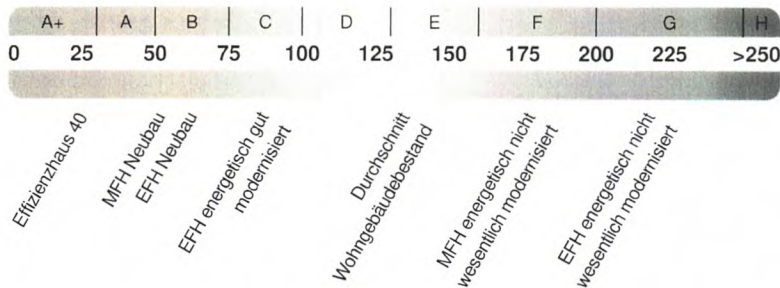 A+ A B C D E F G H
0 25 50 75 100 125 150 175 200 225 >250
Effizienzhaus 40
MFH Neubau
EFH Neubau
EFH energetisch gut
modernisiert
Durchschnitt
Wohngebäudebestand
MFH energetisch nicht
wesentlich modernisiert
EFH energetisch nicht
wesentlich modernisiert